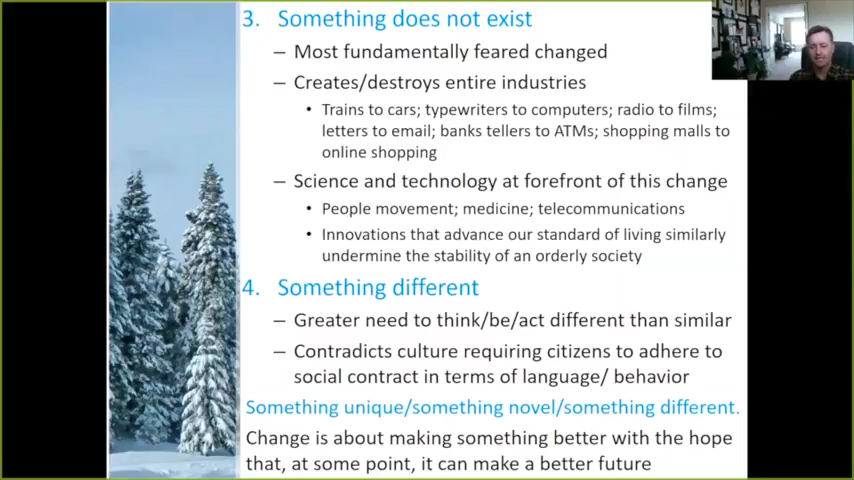 3. Something does not exist
– Most fundamentally feared changed
– Creates/destroys entire industries
• Trains to cars; typewriters to computers; radio to films;
letters to email; banks tellers to ATMs; shopping malls to
online shopping
– Science and technology at forefront of this change
• People movement; medicine; telecommunications
• Innovations that advance our standard of living similarly
undermine the stability of an orderly society
4. Something different
– Greater need to think/be/act different than similar
– Contradicts culture requiring citizens to adhere to
social contract in terms of language/ behavior
Something unique/something novel/something different.
Change is about making something better with the hope
that, at some point, it can make a better future